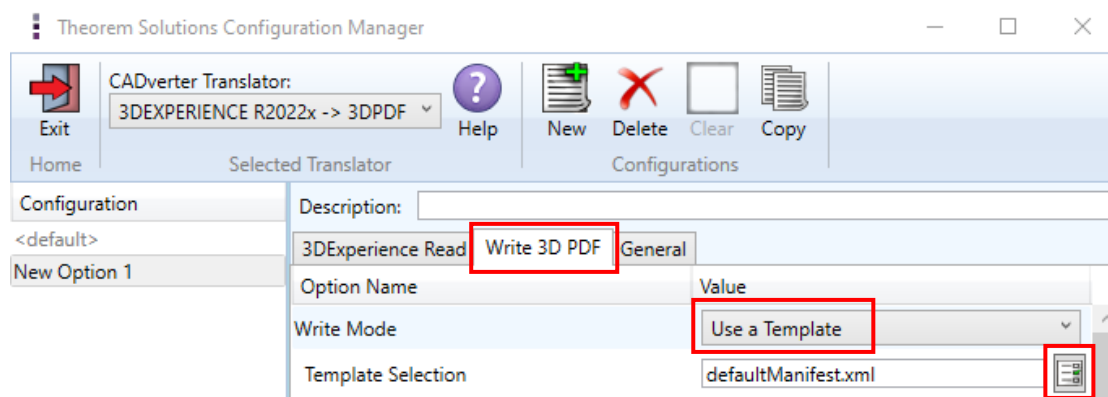 Theorem Solutions Configuration Manager
CADverter Translator:
3DEXPERIENCE R2022x -> 3DPDF
Exit
Help
New
Delete
Clear
Copy
Home
Selected Translator
Configurations
Configuration
Description:
<default>
3DExperience Read
Write 3D PDF
General
New Option 1
Option Name
Value
Write Mode
Use a Template
Template Selection
defaultManifest.xml